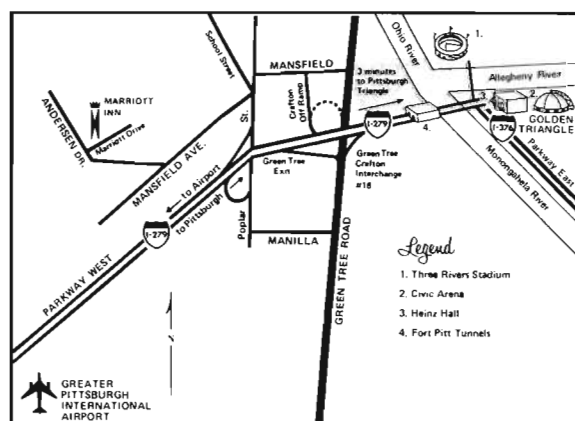 School Street
MANSFIELD
Ohio River
1.
3 minutes
to Pittsburgh
Triangle
Allegheny River
Crafton
Off Ramp
MARRIOTT
INN
ANDERSEN DR.
Marriott Drive
St.
I-279
4.
3.
2.
GOLDEN
TRIANGLE
I-376
Parkway East
MANSFIELD AVE.
Green Tree
Exit
Green Tree
Crafton
Interchange
#16
Monongahela River
to Airport
to Pittsburgh
Poplar
I-279
MANILLA
GREEN TREE ROAD
PARKWAY WEST
Legend
1. Three Rivers Stadium
2. Civic Arena
3. Heinz Hall
4. Fort Pitt Tunnels
GREATER
PITTSBURGH
INTERNATIONAL
AIRPORT